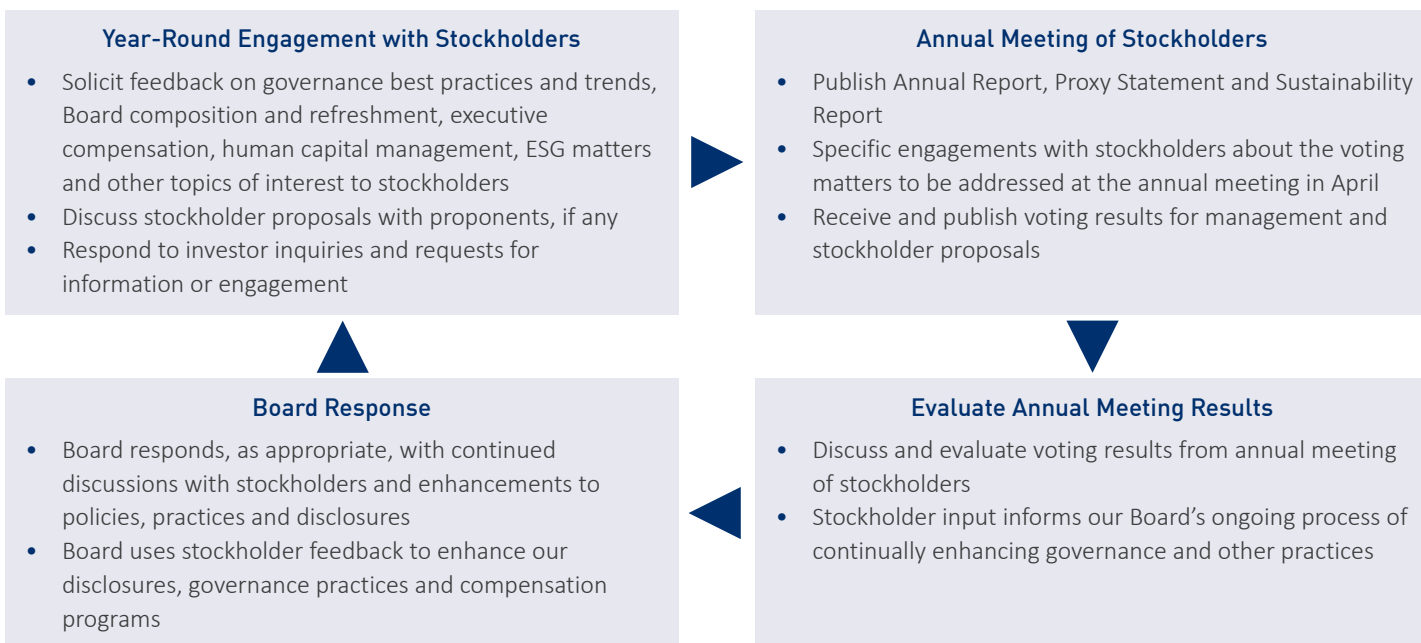 Year-Round Engagement with Stockholders
• Solicit feedback on governance best practices and trends,
Board composition and refreshment, executive
compensation, human capital management, ESG matters
and other topics of interest to stockholders
• Discuss stockholder proposals with proponents, if any
• Respond to investor inquiries and requests for
information or engagement
Annual Meeting of Stockholders
• Publish Annual Report, Proxy Statement and Sustainability
Report
• Specific engagements with stockholders about the voting
matters to be addressed at the annual meeting in April
• Receive and publish voting results for management and
stockholder proposals
Board Response
• Board responds, as appropriate, with continued
discussions with stockholders and enhancements to
policies, practices and disclosures
• Board uses stockholder feedback to enhance our
disclosures, governance practices and compensation
programs
Evaluate Annual Meeting Results
• Discuss and evaluate voting results from annual meeting
of stockholders
• Stockholder input informs our Board’s ongoing process of
continually enhancing governance and other practices